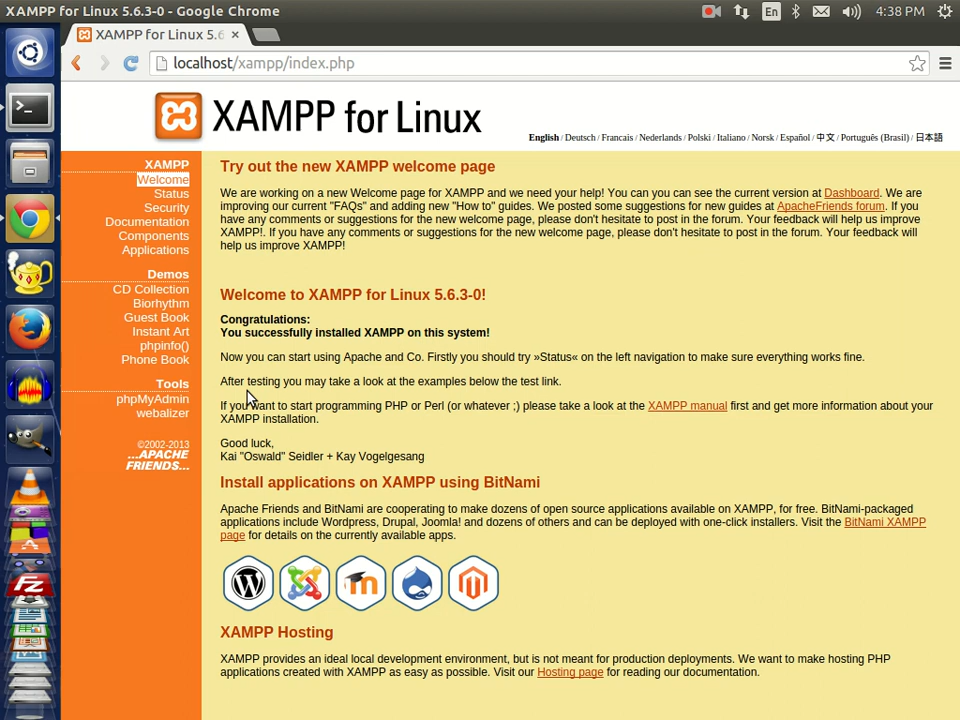 XAMPP for Linux 5.6.3-0 - Google Chrome
En
4:38 PM
XAMPP for Linux 5.6
localhost/xampp/index.php
XAMPP for Linux
English / Deutsch / Francais / Nederlands / Polski / Italiano / Norsk / Español / 中文 / Português (Brasil) / 日本語
XAMPP
Welcome
Status
Security
Documentation
Components
Applications
Demos
CD Collection
Biorhythm
Guest Book
Instant Art
phpinfo()
Phone Book
Tools
phpMyAdmin
webalizer
©2002-2013
...APACHE
FRIENDS...
Try out the new XAMPP welcome page
We are working on a new Welcome page for XAMPP and we need your help! You can you can see the current version at Dashboard. We are
improving our current "FAQs" and adding new "How to" guides. We posted some suggestions for new guides at ApacheFriends forum. If you
have any comments or suggestions for the new welcome page, please don't hesitate to post in the forum. Your feedback will help us improve
XAMPP!. If you have any comments or suggestions for the new welcome page, please don't hesitate to post in the forum. Your feedback will
help us improve XAMPP!
Welcome to XAMPP for Linux 5.6.3-0!
Congratulations:
You successfully installed XAMPP on this system!
Now you can start using Apache and Co. Firstly you should try »Status« on the left navigation to make sure everything works fine.
After testing you may take a look at the examples below the test link.
If you want to start programming PHP or Perl (or whatever ;) please take a look at the XAMPP manual first and get more information about your
XAMPP installation.
Good luck,
Kai "Oswald" Seidler + Kay Vogelgesang
Install applications on XAMPP using BitNami
Apache Friends and BitNami are cooperating to make dozens of open source applications available on XAMPP, for free. BitNami-packaged
applications include Wordpress, Drupal, Joomla! and dozens of others and can be deployed with one-click installers. Visit the BitNami XAMPP
page for details on the currently available apps.
XAMPP Hosting
XAMPP provides an ideal local development environment, but is not meant for production deployments. We want to make hosting PHP
applications created with XAMPP as easy as possible. Visit our Hosting page for reading our documentation.